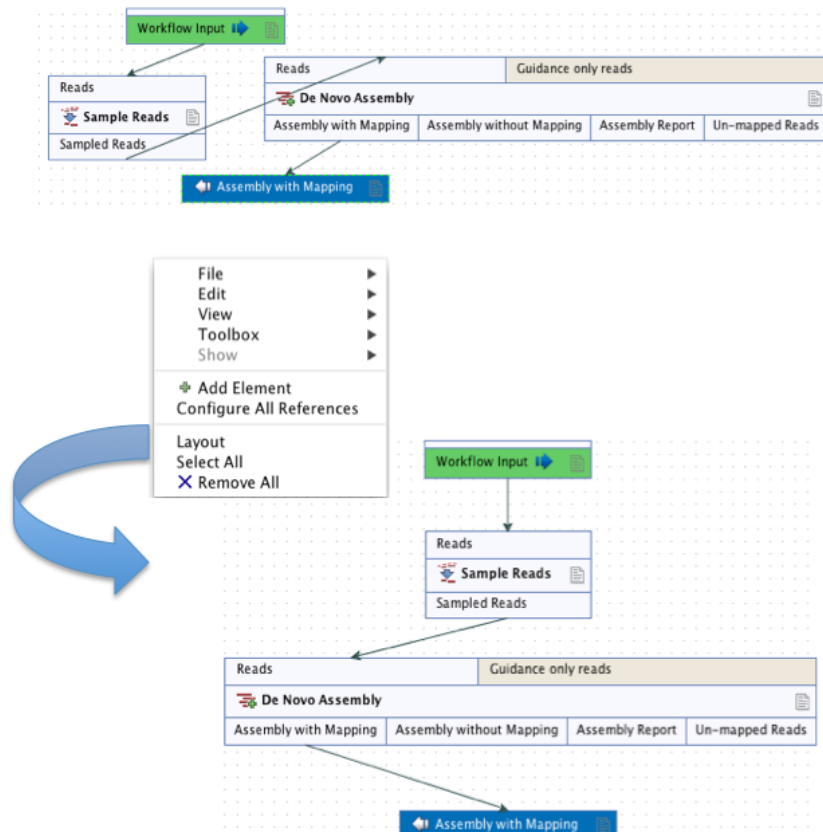 Workflow Input
Reads
Guidance only reads
Reads
De Novo Assembly
Sample Reads
Assembly with Mapping
Assembly without Mapping
Assembly Report
Un-mapped Reads
Sampled Reads
Assembly with Mapping
File
Edit
View
Toolbox
Show
Add Element
Configure All References
Layout
Select All
Remove All
Workflow Input
Reads
Sample Reads
Sampled Reads
Reads
Guidance only reads
De Novo Assembly
Assembly with Mapping
Assembly without Mapping
Assembly Report
Un-mapped Reads
Assembly with Mapping